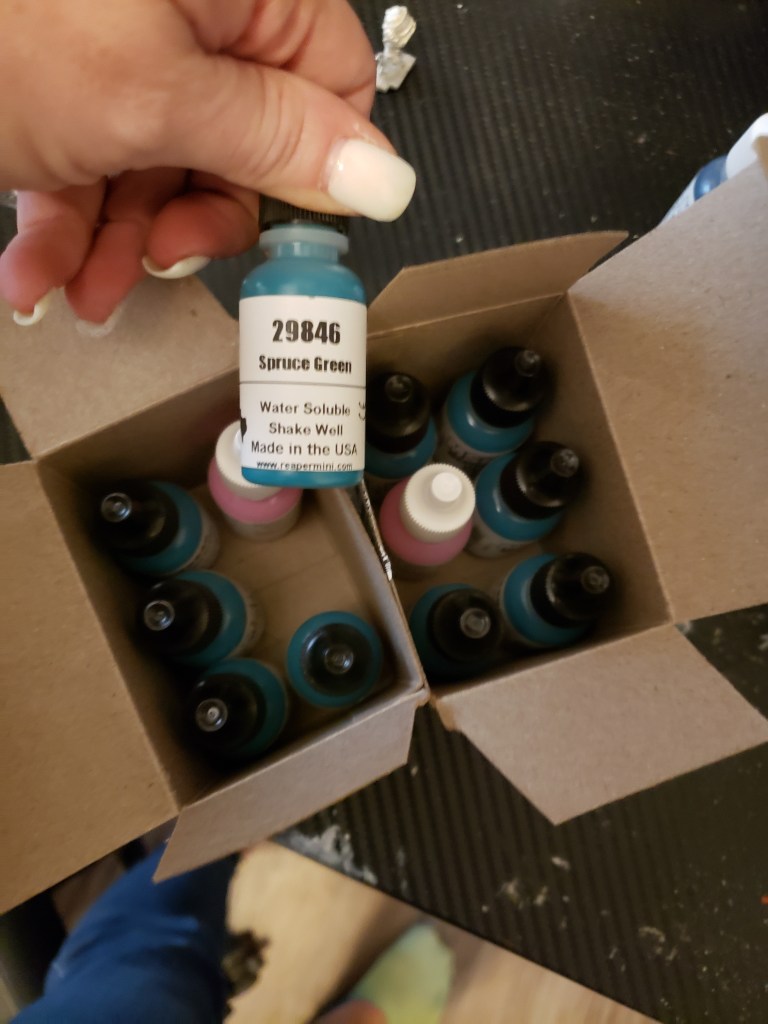 29846
Spruce Green
Water Soluble
Shake Well
Made in the USA
www.reapermini.com